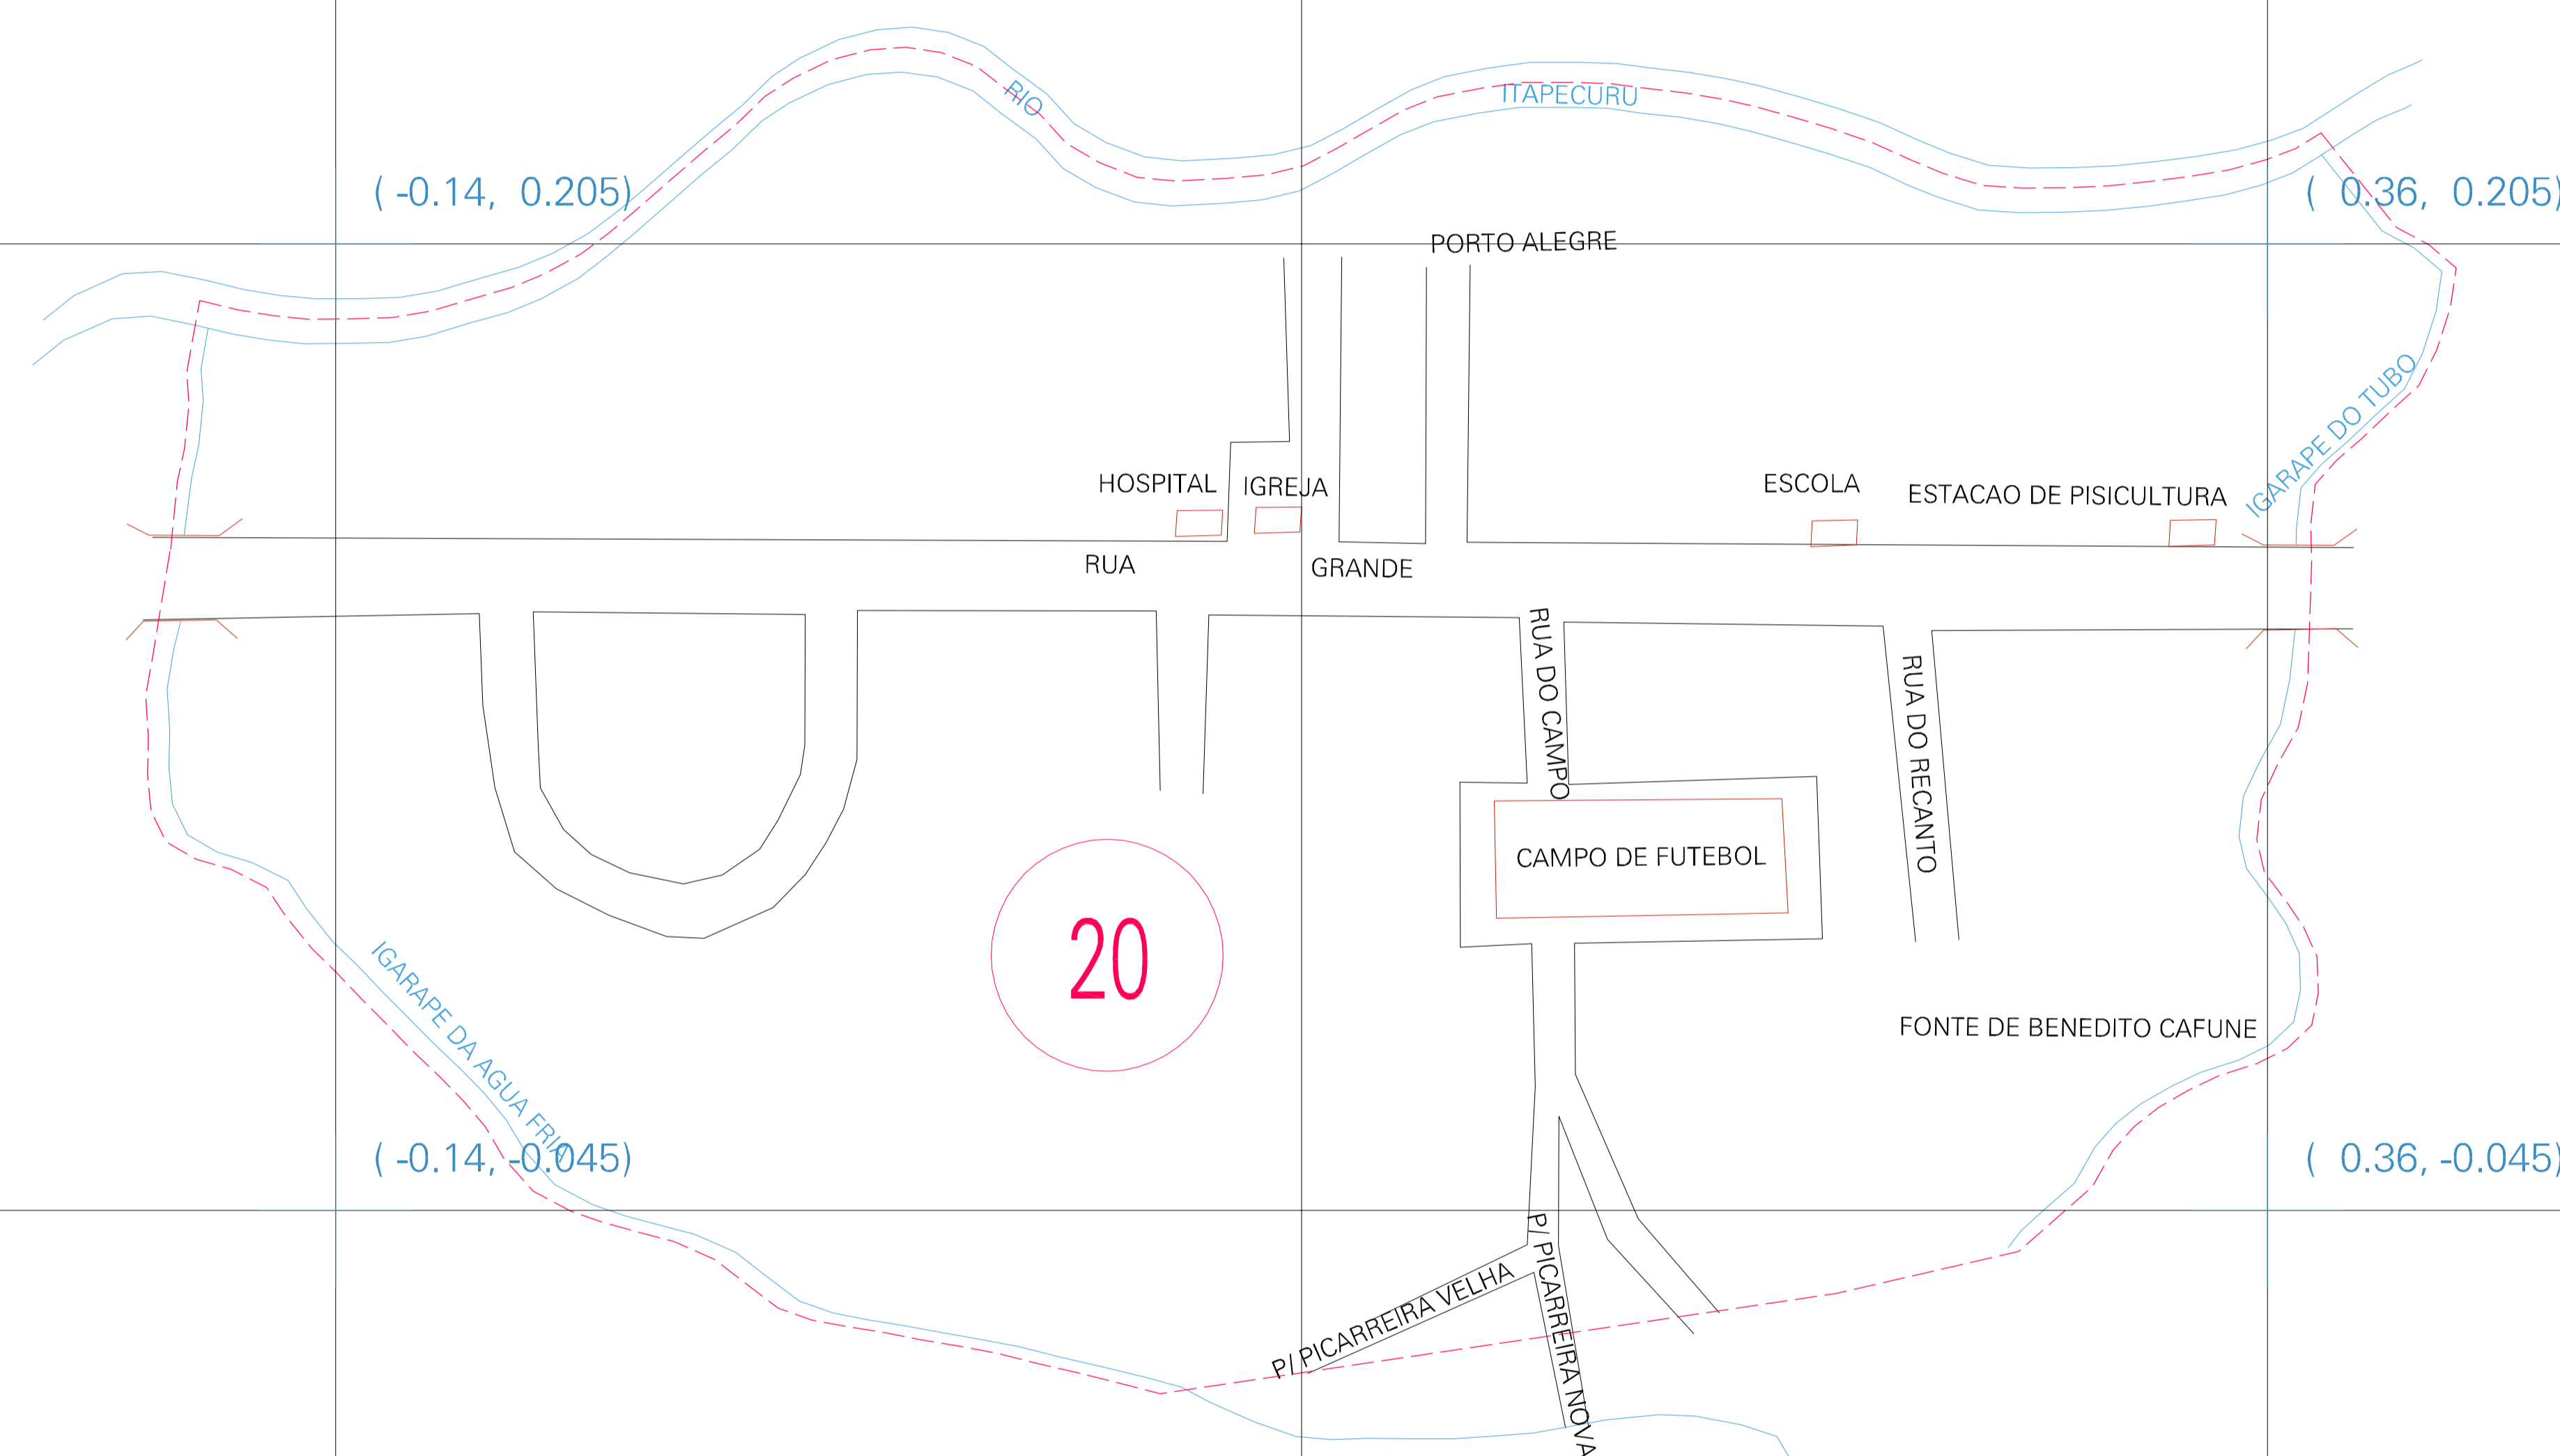 RIO
ITAPECURU
( -0.14, 0.205)
( 0.36, 0.205)
PORTO ALEGRE
IGARAPE DO TUBO
HOSPITAL
IGREJA
ESCOLA
ESTACAO DE PISICULTURA
RUA
GRANDE
RUA DO CAMPO
RUA DO RECANTO
CAMPO DE FUTEBOL
20
IGARAPE DA AGUA FRIA
FONTE DE BENEDITO CAFUNE
( -0.14, -0.045)
( 0.36, -0.045)
P/ PICARREIRA VELHA
P/ PICARREIRA NOVA